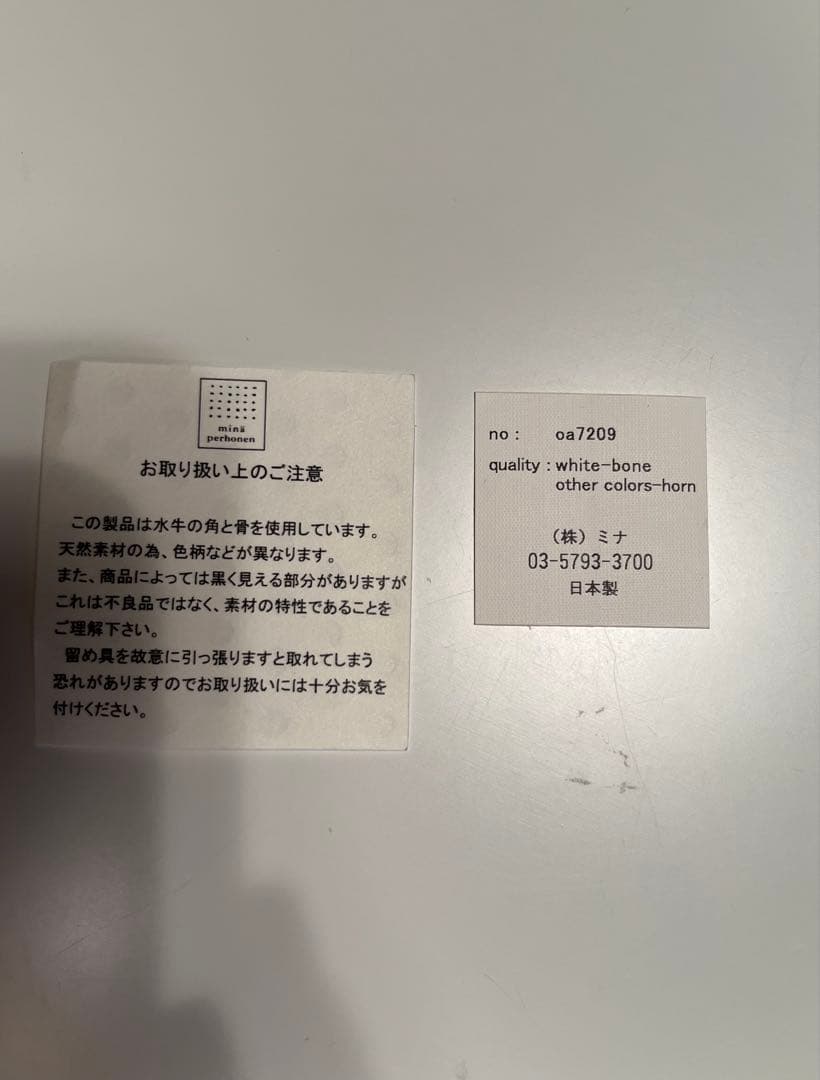 minä
perhonen
お取り扱い上のご注意
この製品は水牛の角と骨を使用しています。
天然素材の為、色柄などが異なります。
また、商品によっては黒く見える部分がありますが
これは不良品ではなく、素材の特性であることを
ご理解下さい。
留め具を故意に引っ張りますと取れてしまう
恐れがありますのでお取り扱いには十分お気を
付けください。
no : oa7209
quality : white-bone
other colors-horn
（株）ミナ
03-5793-3700
日本製